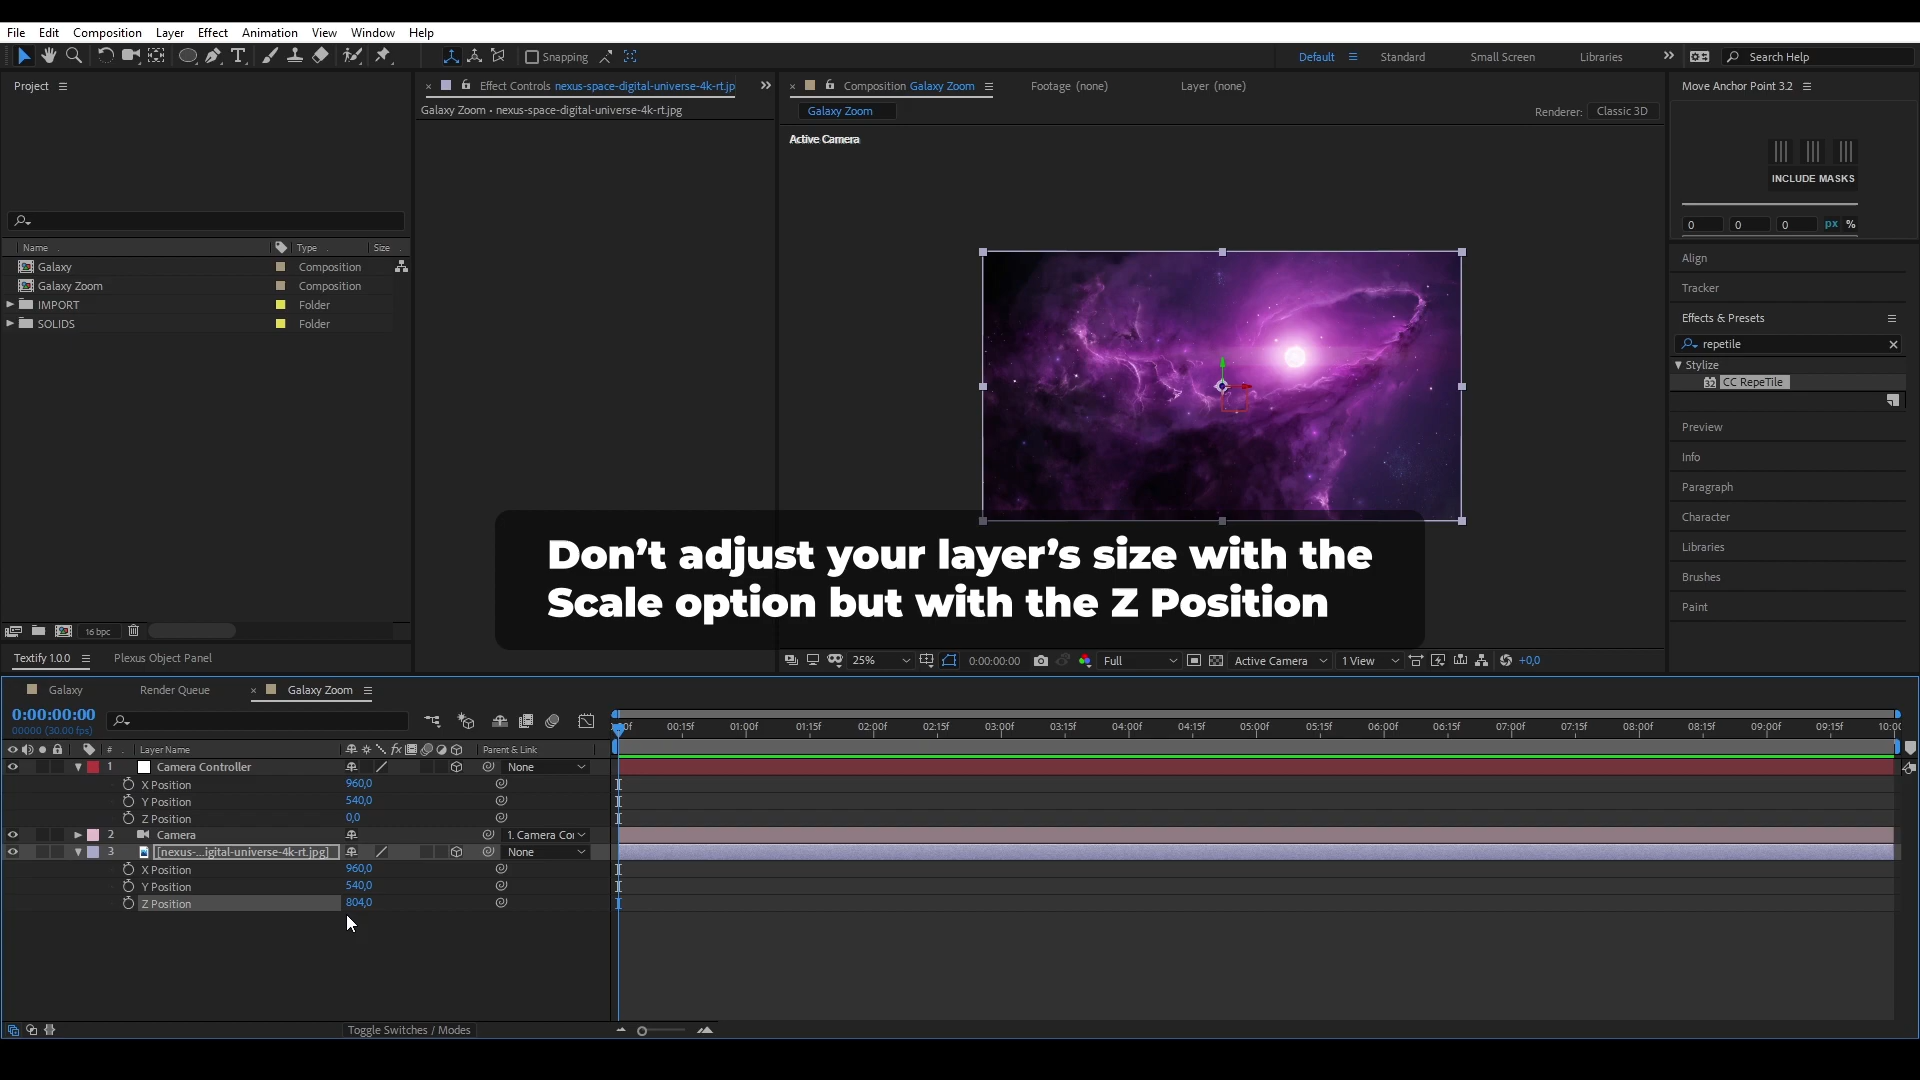 File Edit Composition Layer Effect Animation View Window Help
Snapping
Default Standard Small Screen Libraries Search Help
Project
Effect Controls nexus-space-digital-universe-4k-rt.jp
Galaxy Zoom • nexus-space-digital-universe-4k-rt.jpg
Composition Galaxy Zoom Footage (none) Layer (none)
Galaxy Zoom Renderer: Classic 3D
Active Camera
Move Anchor Point 3.2
INCLUDE MASKS
0 0 0 px %
Align
Tracker
Effects & Presets
repetile
Stylize
32 CC RepeTile
Preview
Info
Paragraph
Character
Libraries
Brushes
Paint
Name Type Size
Galaxy Composition
Galaxy Zoom Composition
IMPORT Folder
SOLIDS Folder
Don't adjust your layer's size with the
Scale option but with the Z Position
16 bpc
25% 0:00:00:00 Full Active Camera 1 View +0,0
Textify 1.0.0 Plexus Object Panel
Galaxy Render Queue Galaxy Zoom
0:00:00:00
00000 (30.00 fps)
00:15f 01:00f 01:15f 02:00f 02:15f 03:00f 03:15f 04:00f 04:15f 05:00f 05:15f 06:00f 06:15f 07:00f 07:15f 08:00f 08:15f 09:00f 09:15f
# Layer Name fx Parent & Link
1 Camera Controller None
X Position 960,0
Y Position 540,0
Z Position 0,0
2 Camera 1. Camera Co
3 [nexus-...igital-universe-4k-rt.jpg] None
X Position 960,0
Y Position 540,0
Z Position 804,0
Toggle Switches / Modes